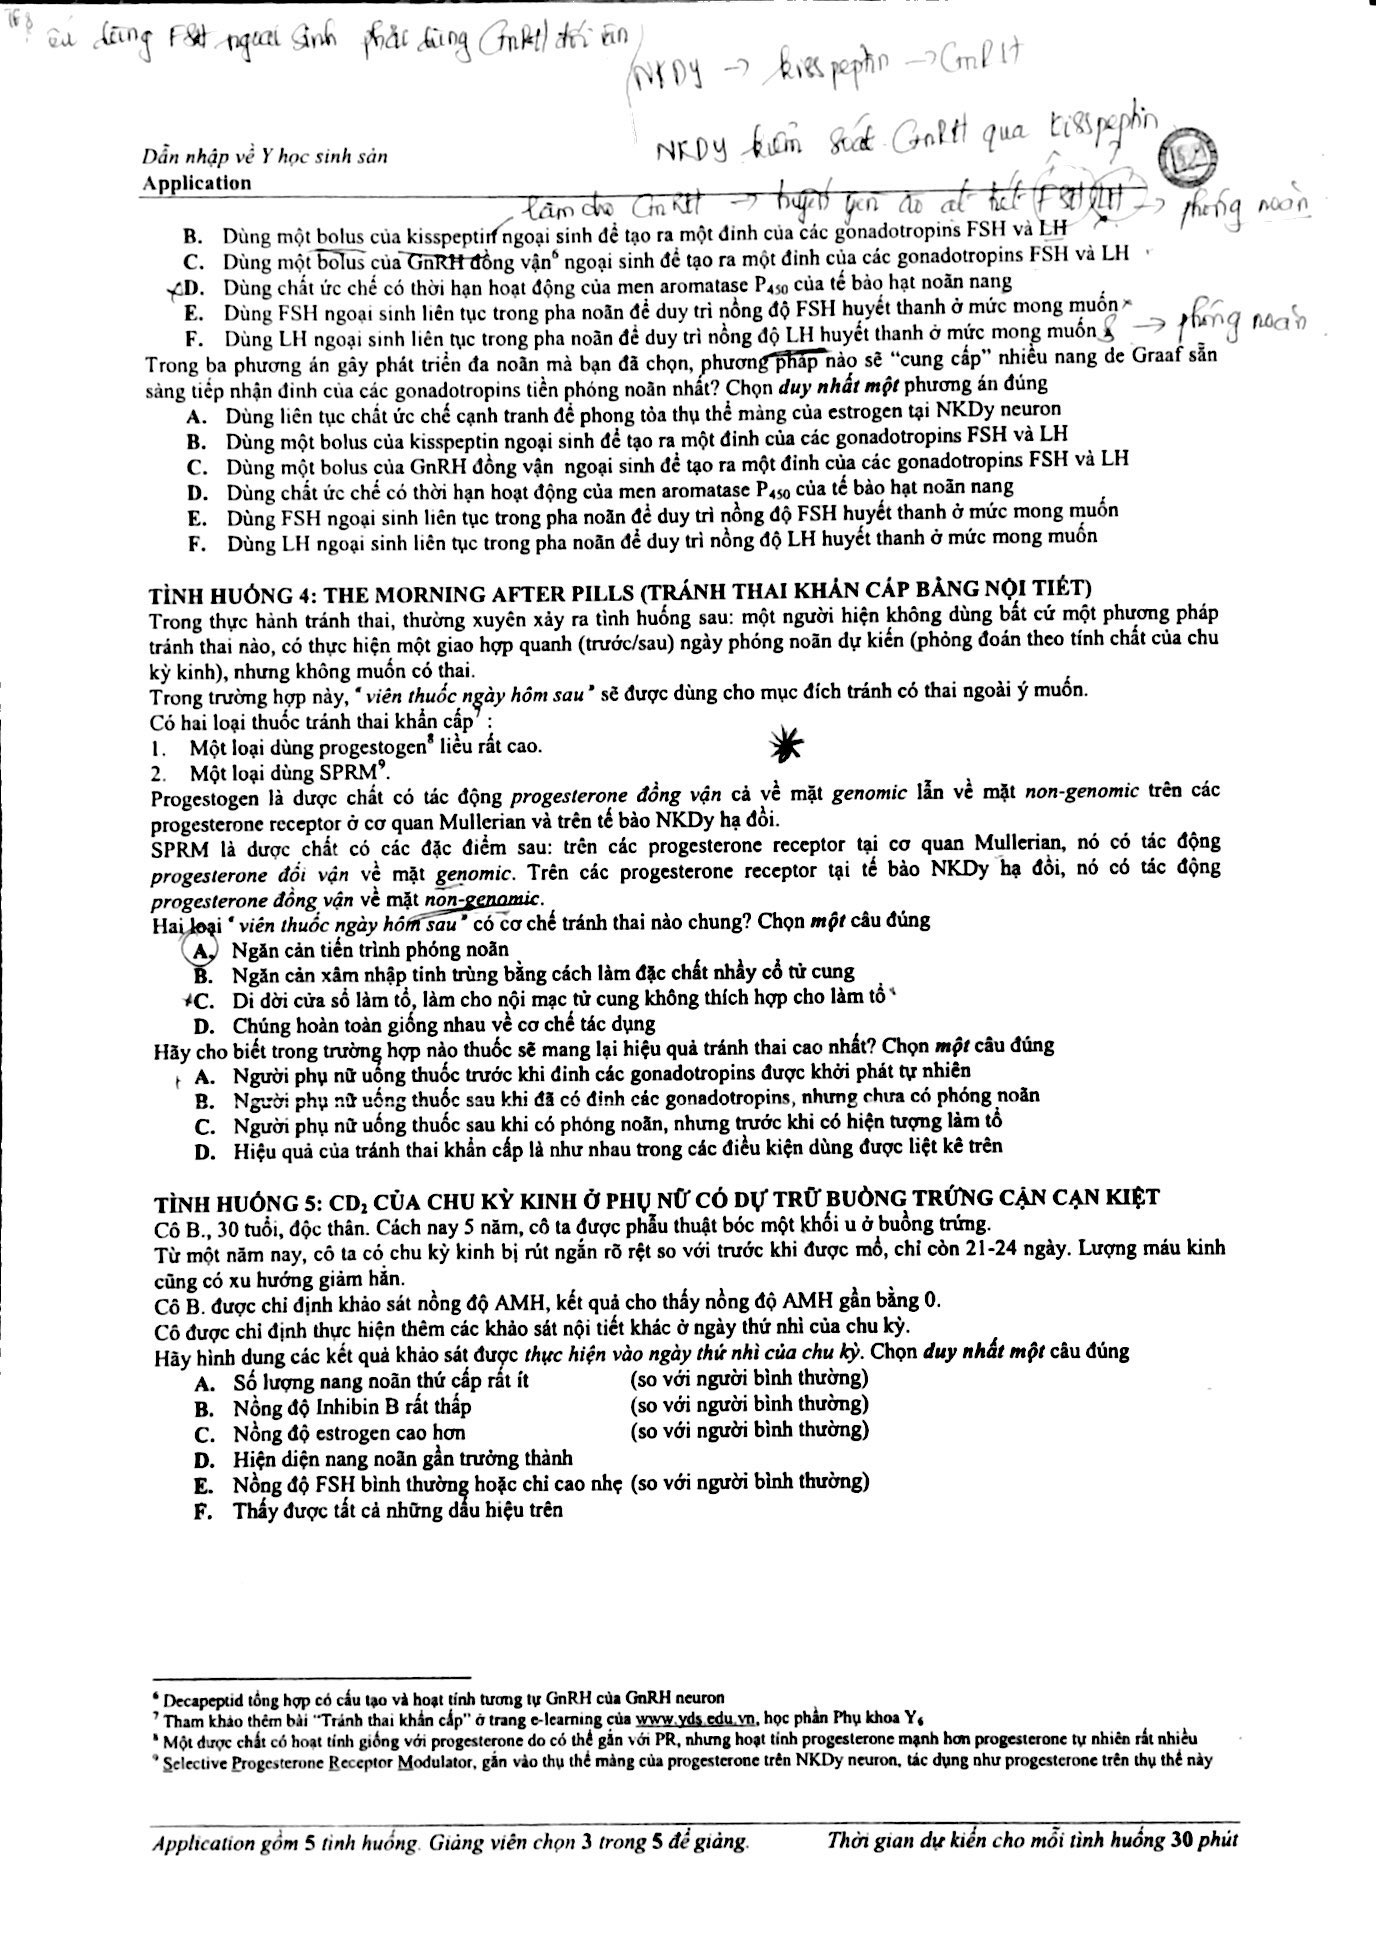 dùng FSH ngoại sinh phải dùng GnRH đối vận
NKDy → kisspeptin → GnRH
NKDy kiểm soát GnRH qua kisspeptin
Dẫn nhập về Y học sinh sản
Application
làm cho GnRH → tuyến yên ào ạt tiết FSH/LH → phóng noãn
B. Dùng một bolus của kisspeptin ngoại sinh để tạo ra một đỉnh của các gonadotropins FSH và LH
C. Dùng một bolus của GnRH đồng vận⁶ ngoại sinh để tạo ra một đỉnh của các gonadotropins FSH và LH
D. Dùng chất ức chế có thời hạn hoạt động của men aromatase P₄₅₀ của tế bào hạt noãn nang
E. Dùng FSH ngoại sinh liên tục trong pha noãn để duy trì nồng độ FSH huyết thanh ở mức mong muốn
F. Dùng LH ngoại sinh liên tục trong pha noãn để duy trì nồng độ LH huyết thanh ở mức mong muốn → phóng noãn
Trong ba phương án gây phát triển đa noãn mà bạn đã chọn, phương pháp nào sẽ “cung cấp” nhiều nang de Graaf sẵn
sàng tiếp nhận đỉnh của các gonadotropins tiền phóng noãn nhất? Chọn duy nhất một phương án đúng
A. Dùng liên tục chất ức chế cạnh tranh để phong tỏa thụ thể màng của estrogen tại NKDy neuron
B. Dùng một bolus của kisspeptin ngoại sinh để tạo ra một đỉnh của các gonadotropins FSH và LH
C. Dùng một bolus của GnRH đồng vận ngoại sinh để tạo ra một đỉnh của các gonadotropins FSH và LH
D. Dùng chất ức chế có thời hạn hoạt động của men aromatase P₄₅₀ của tế bào hạt noãn nang
E. Dùng FSH ngoại sinh liên tục trong pha noãn để duy trì nồng độ FSH huyết thanh ở mức mong muốn
F. Dùng LH ngoại sinh liên tục trong pha noãn để duy trì nồng độ LH huyết thanh ở mức mong muốn
TÌNH HUỐNG 4: THE MORNING AFTER PILLS (TRÁNH THAI KHẨN CẤP BẰNG NỘI TIẾT)
Trong thực hành tránh thai, thường xuyên xảy ra tình huống sau: một người hiện không dùng bất cứ một phương pháp
tránh thai nào, có thực hiện một giao hợp quanh (trước/sau) ngày phóng noãn dự kiến (phỏng đoán theo tính chất của chu
kỳ kinh), nhưng không muốn có thai.
Trong trường hợp này, ‘viên thuốc ngày hôm sau’ sẽ được dùng cho mục đích tránh có thai ngoài ý muốn.
Có hai loại thuốc tránh thai khẩn cấp⁷ :
1. Một loại dùng progestogen⁸ liều rất cao.
2. Một loại dùng SPRM⁹.
Progestogen là dược chất có tác động progesterone đồng vận cả về mặt genomic lẫn về mặt non-genomic trên các
progesterone receptor ở cơ quan Mullerian và trên tế bào NKDy hạ đồi.
SPRM là dược chất có các đặc điểm sau: trên các progesterone receptor tại cơ quan Mullerian, nó có tác động
progesterone đối vận về mặt genomic. Trên các progesterone receptor tại tế bào NKDy hạ đồi, nó có tác động
progesterone đồng vận về mặt non-genomic.
Hai loại ‘viên thuốc ngày hôm sau’ có cơ chế tránh thai nào chung? Chọn một câu đúng
A. Ngăn cản tiến trình phóng noãn
B. Ngăn cản xâm nhập tinh trùng bằng cách làm đặc chất nhầy cổ tử cung
C. Di dời cửa sổ làm tổ, làm cho nội mạc tử cung không thích hợp cho làm tổ
D. Chúng hoàn toàn giống nhau về cơ chế tác dụng
Hãy cho biết trong trường hợp nào thuốc sẽ mang lại hiệu quả tránh thai cao nhất? Chọn một câu đúng
A. Người phụ nữ uống thuốc trước khi đỉnh các gonadotropins được khởi phát tự nhiên
B. Người phụ nữ uống thuốc sau khi đã có đỉnh các gonadotropins, nhưng chưa có phóng noãn
C. Người phụ nữ uống thuốc sau khi có phóng noãn, nhưng trước khi có hiện tượng làm tổ
D. Hiệu quả của tránh thai khẩn cấp là như nhau trong các điều kiện dùng được liệt kê trên
TÌNH HUỐNG 5: CD₂ CỦA CHU KỲ KINH Ở PHỤ NỮ CÓ DỰ TRỮ BUỒNG TRỨNG CẬN CẠN KIỆT
Cô B., 30 tuổi, độc thân. Cách nay 5 năm, cô ta được phẫu thuật bóc một khối u ở buồng trứng.
Từ một năm nay, cô ta có chu kỳ kinh bị rút ngắn rõ rệt so với trước khi được mổ, chỉ còn 21-24 ngày. Lượng máu kinh
cũng có xu hướng giảm hẳn.
Cô B. được chỉ định khảo sát nồng độ AMH, kết quả cho thấy nồng độ AMH gần bằng 0.
Cô được chỉ định thực hiện thêm các khảo sát nội tiết khác ở ngày thứ nhì của chu kỳ.
Hãy hình dung các kết quả khảo sát được thực hiện vào ngày thứ nhì của chu kỳ. Chọn duy nhất một câu đúng
A. Số lượng nang noãn thứ cấp rất ít (so với người bình thường)
B. Nồng độ Inhibin B rất thấp (so với người bình thường)
C. Nồng độ estrogen cao hơn (so với người bình thường)
D. Hiện diện nang noãn gần trưởng thành
E. Nồng độ FSH bình thường hoặc chỉ cao nhẹ (so với người bình thường)
F. Thấy được tất cả những dấu hiệu trên
⁶ Decapeptid tổng hợp có cấu tạo và hoạt tính tương tự GnRH của GnRH neuron
⁷ Tham khảo thêm bài “Tránh thai khẩn cấp” ở trang e-learning của www.yds.edu.vn, học phần Phụ khoa Y₆
⁸ Một dược chất có hoạt tính giống với progesterone do có thể gắn với PR, nhưng hoạt tính progesterone mạnh hơn progesterone tự nhiên rất nhiều
⁹ Selective Progesterone Receptor Modulator, gắn vào thụ thể màng của progesterone trên NKDy neuron, tác dụng như progesterone trên thụ thể này
Application gồm 5 tình huống. Giảng viên chọn 3 trong 5 để giảng. Thời gian dự kiến cho mỗi tình huống 30 phút